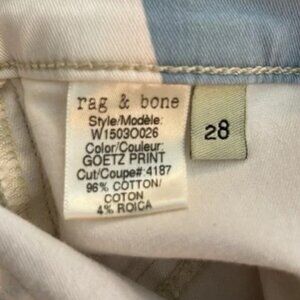 rag & bone
Style/Modèle:
W1503O026
Color/Couleur:
GOETZ PRINT
Cut/Coupe#:4187
96% COTTON/
COTON
4% ROICA
28